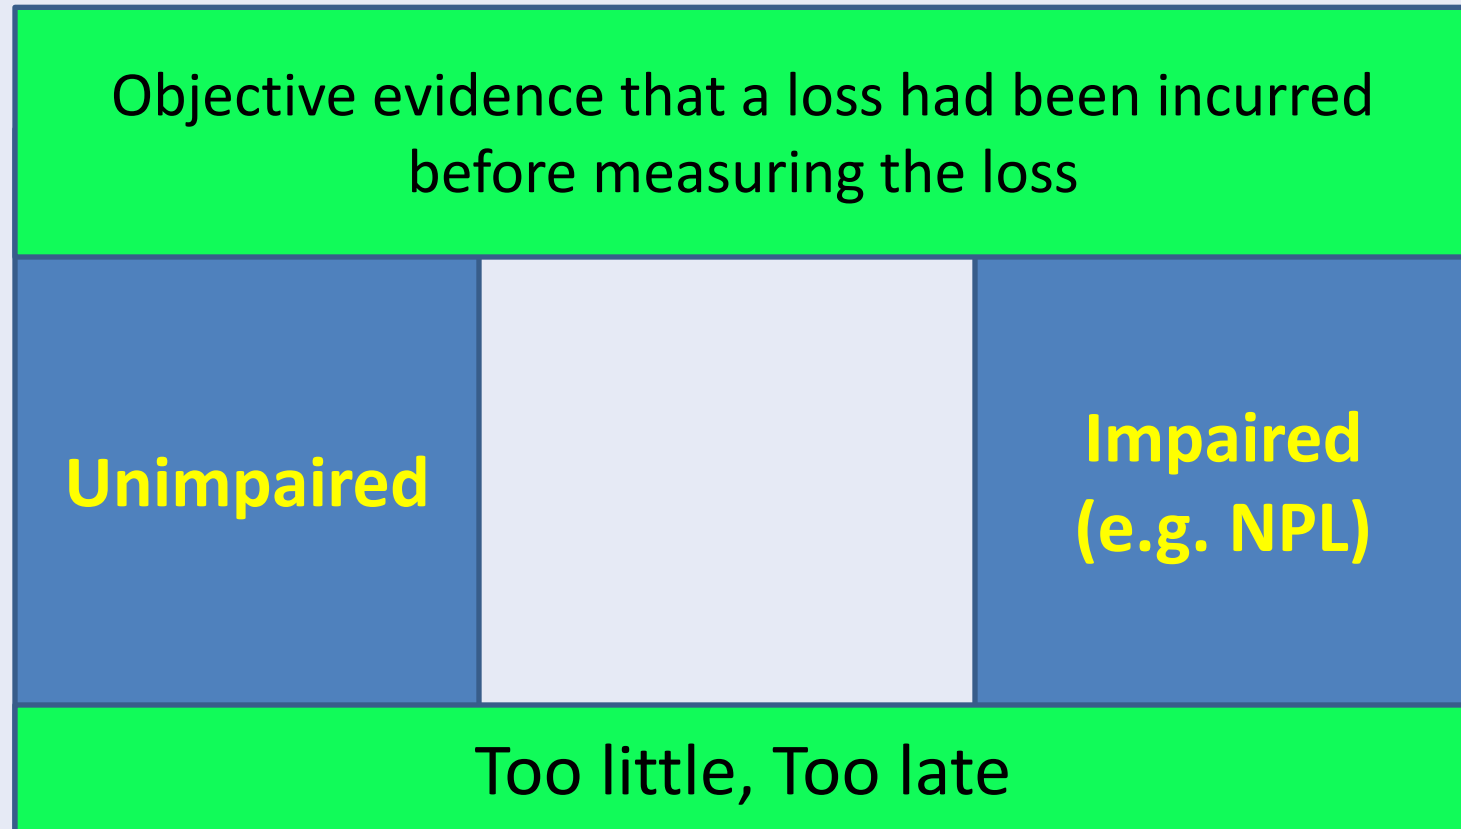 Objective evidence that a loss had been incurred
before measuring the loss
Unimpaired
Impaired
(e.g. NPL)
Too little, Too late